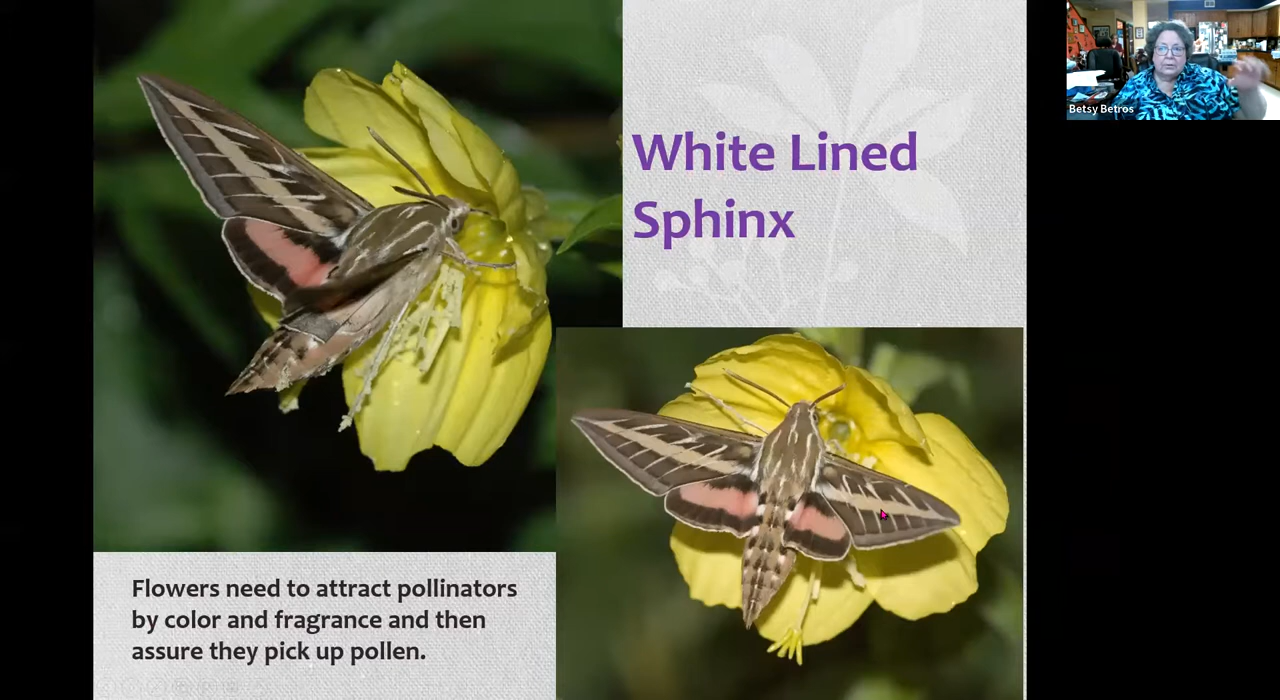 White Lined
Sphinx
Betsy Betros
Flowers need to attract pollinators
by color and fragrance and then
assure they pick up pollen.